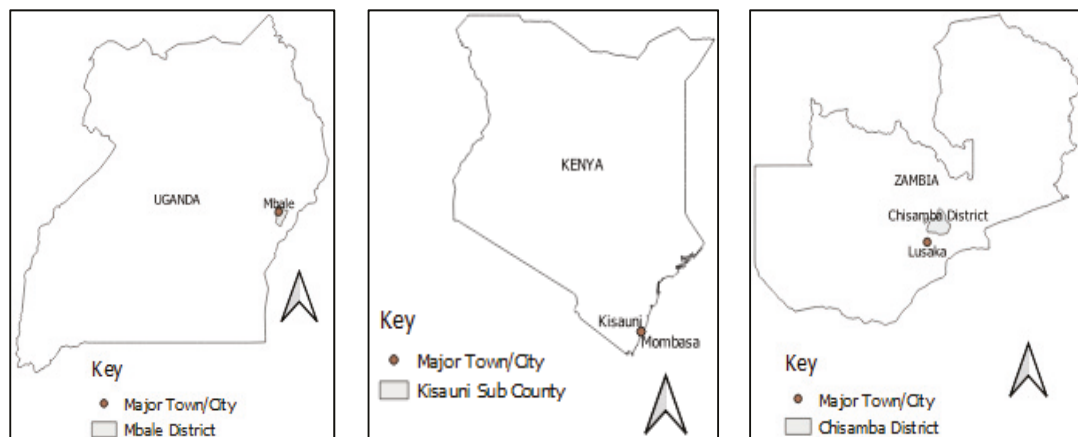 UGANDA
Mbale
Key
Major Town/City
Mbale District
KENYA
Kisauni
Mombasa
Key
Major Town/City
Kisauni Sub County
ZAMBIA
Chisamba District
Lusaka
Key
Major Town/City
Chisamba District